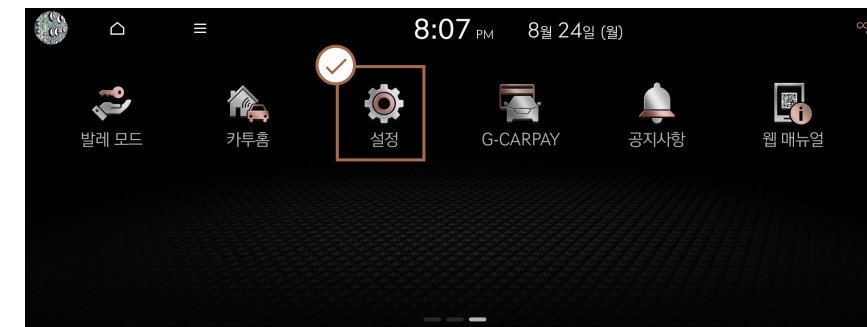 8:07 PM 8월 24일 (월)
발레 모드 카투홈 설정 G-CARPAY 공지사항 웹 매뉴얼